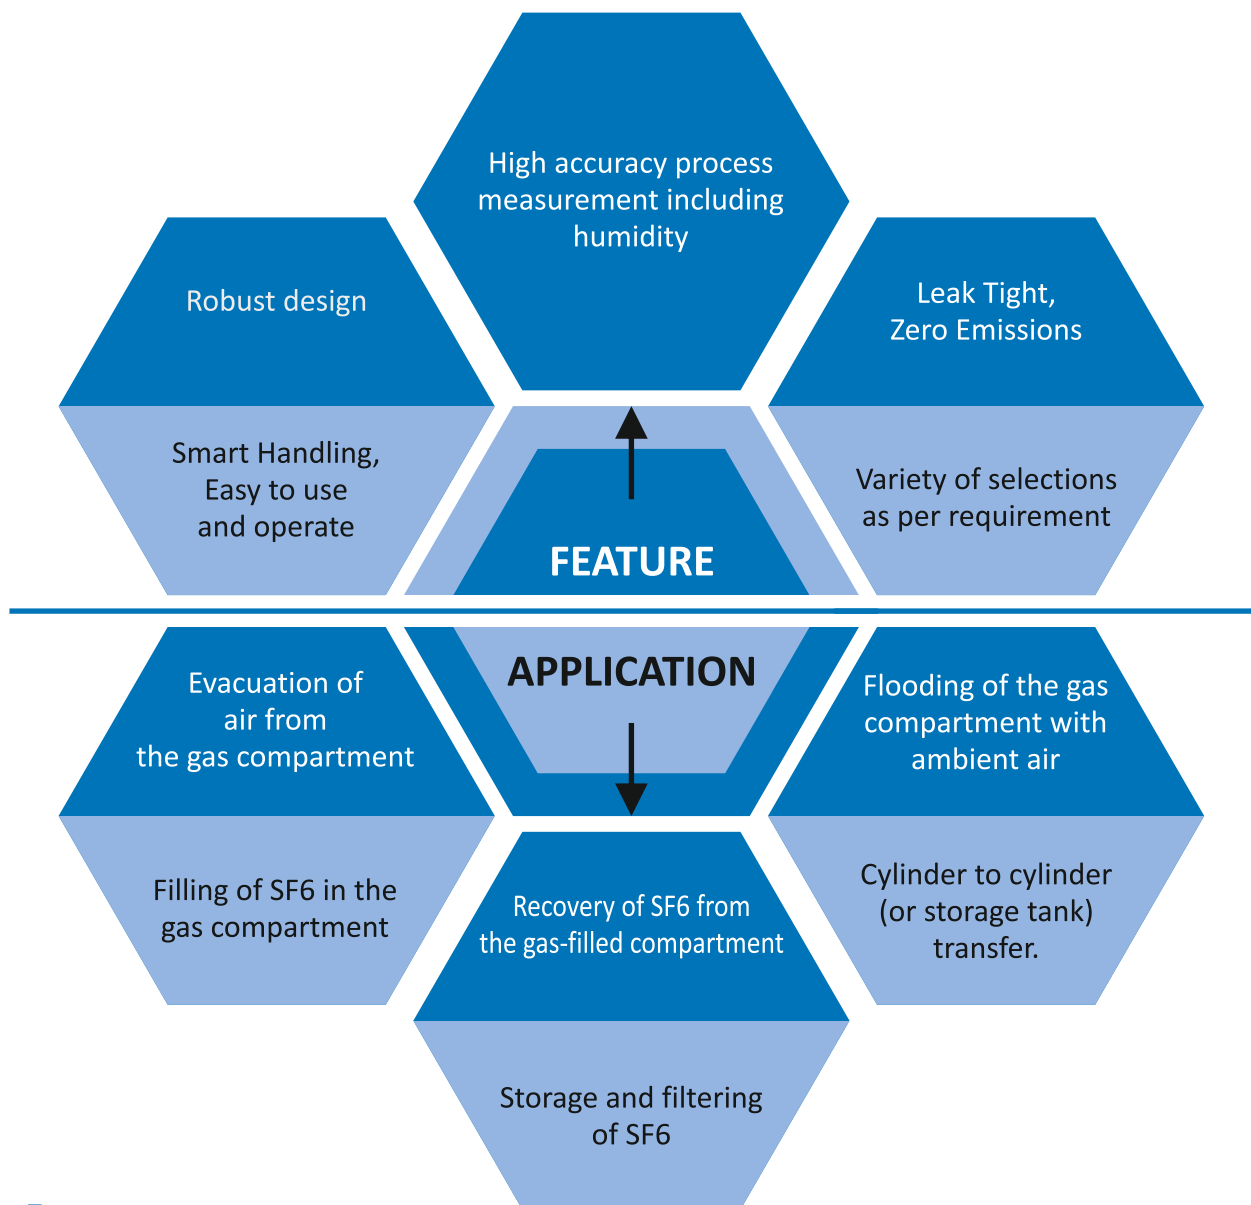 High accuracy process
measurement including
humidity
Robust design
Leak Tight,
Zero Emissions
Smart Handling,
Easy to use
and operate
Variety of selections
as per requirement
FEATURE
APPLICATION
Evacuation of
air from
the gas compartment
Flooding of the gas
compartment with
ambient air
Filling of SF6 in the
gas compartment
Recovery of SF6 from
the gas-filled compartment
Cylinder to cylinder
(or storage tank)
transfer.
Storage and filtering
of SF6